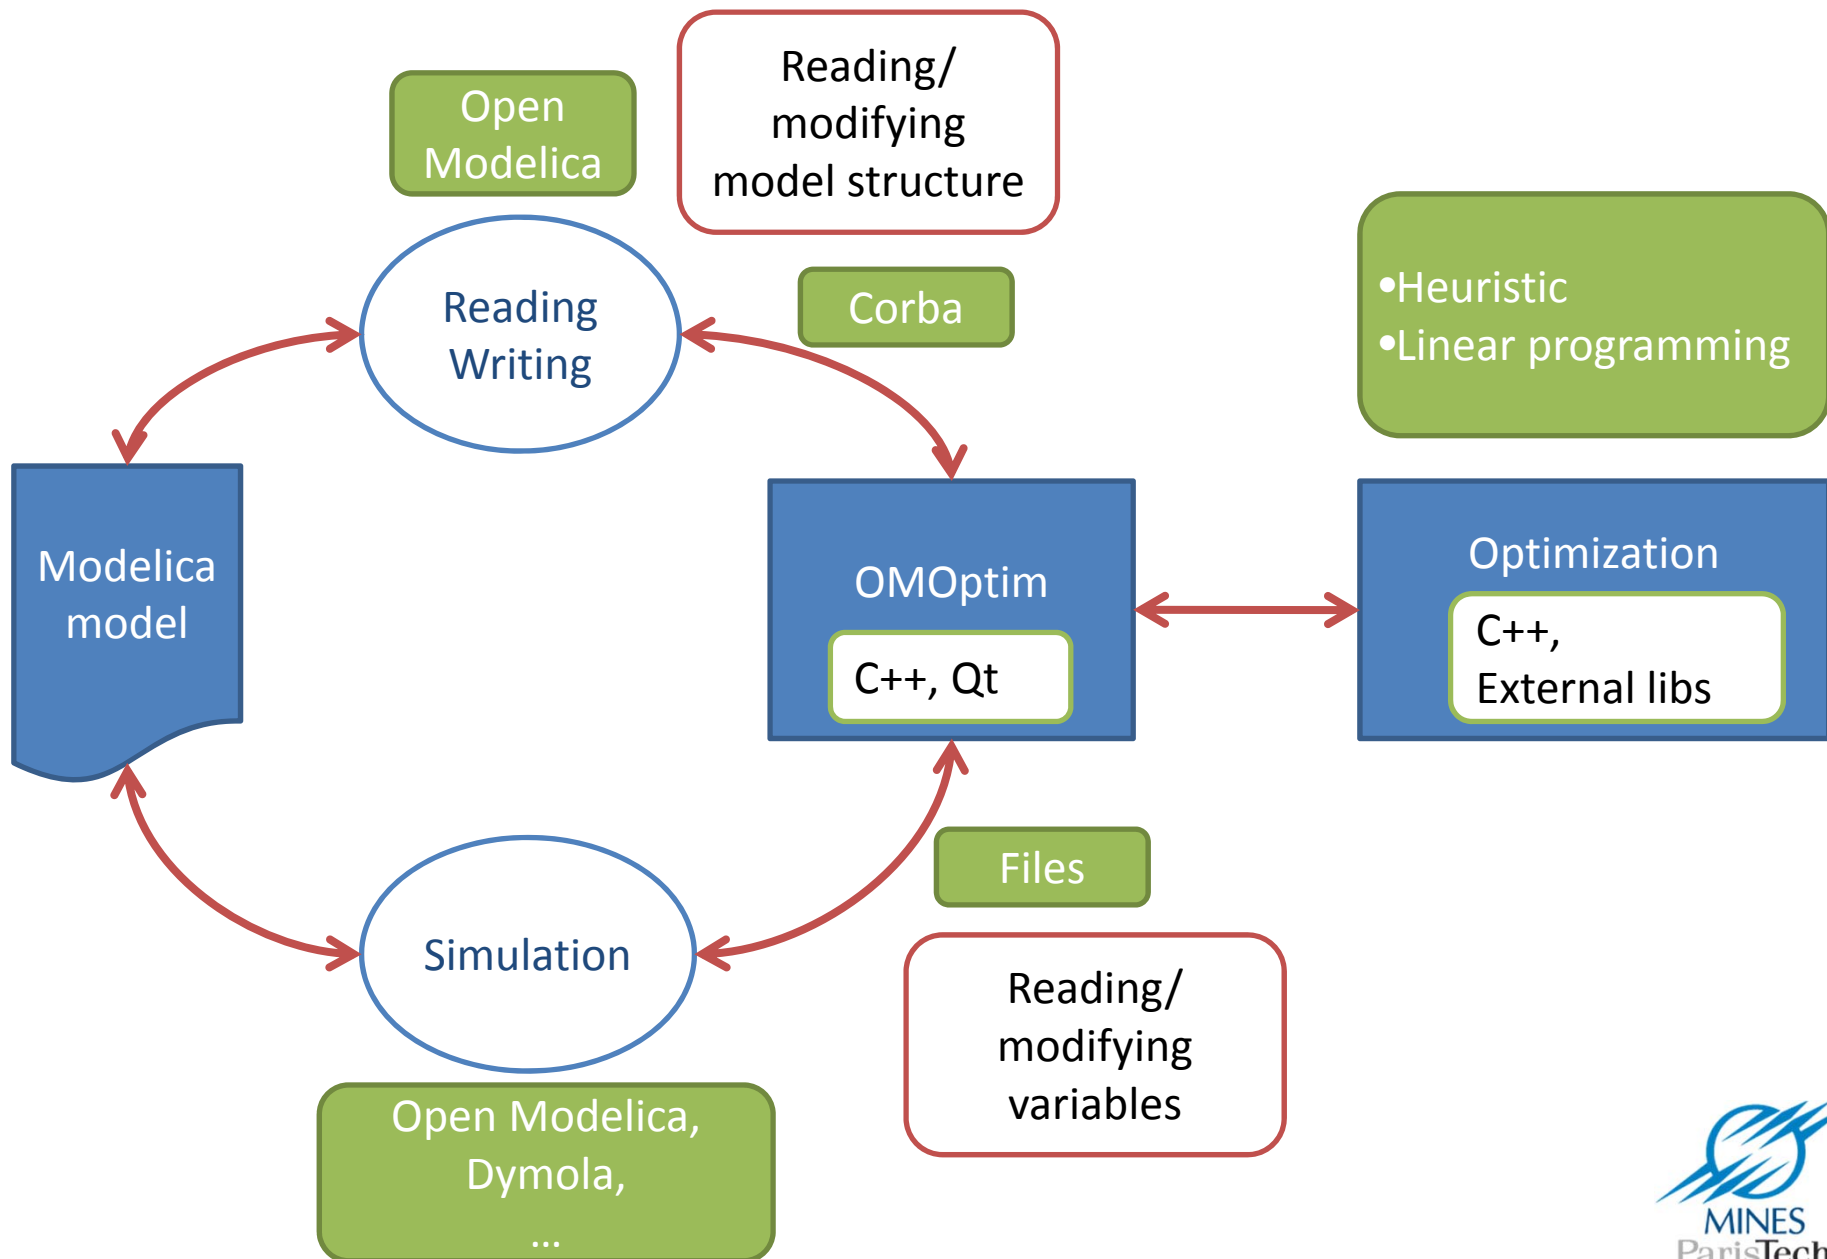 Open
Modelica
Reading/
modifying
model structure
Reading
Writing
Corba
•Heuristic
•Linear programming
Modelica
model
OMOptim
C++, Qt
Optimization
C++,
External libs
Simulation
Files
Reading/
modifying
variables
Open Modelica,
Dymola,
...
MINES
ParisTech